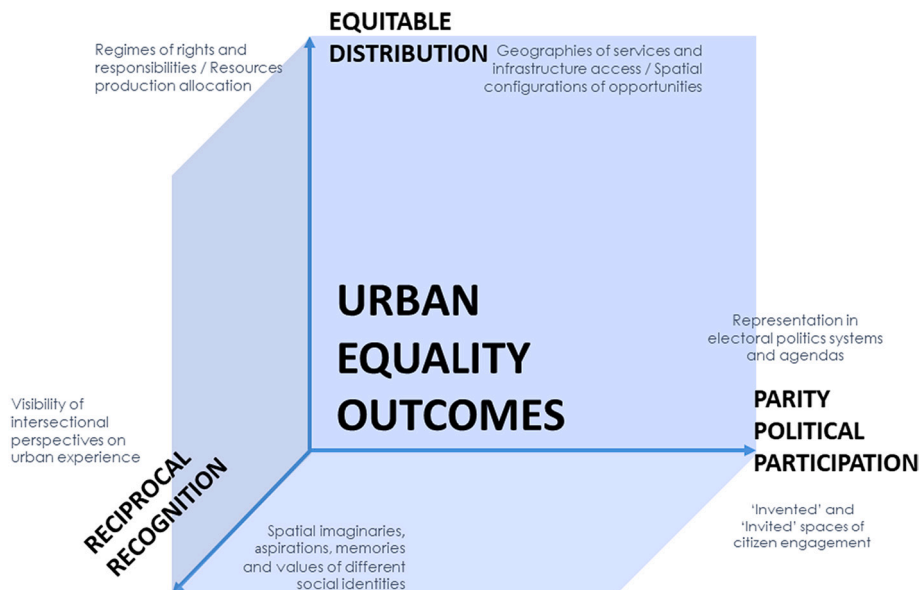 EQUITABLE
DISTRIBUTION
Regimes of rights and
responsibilities / Resources
production allocation
Geographies of services and
infrastructure access / Spatial
configurations of opportunities
URBAN
EQUALITY
OUTCOMES
Representation in
electoral politics systems
and agendas
PARITY
POLITICAL
PARTICIPATION
Visibility of
intersectional
perspectives on
urban experience
RECIPROCAL
RECOGNITION
'Invented' and
'Invited' spaces of
citizen engagement
Spatial imaginaries,
aspirations, memories
and values of different
social identities